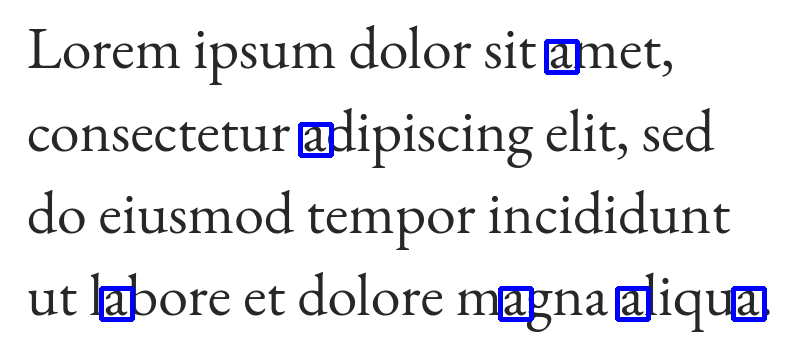 Lorem ipsum dolor sit amet,
consectetur adipiscing elit, sed
do eiusmod tempor incididunt
ut labore et dolore magna aliqua.